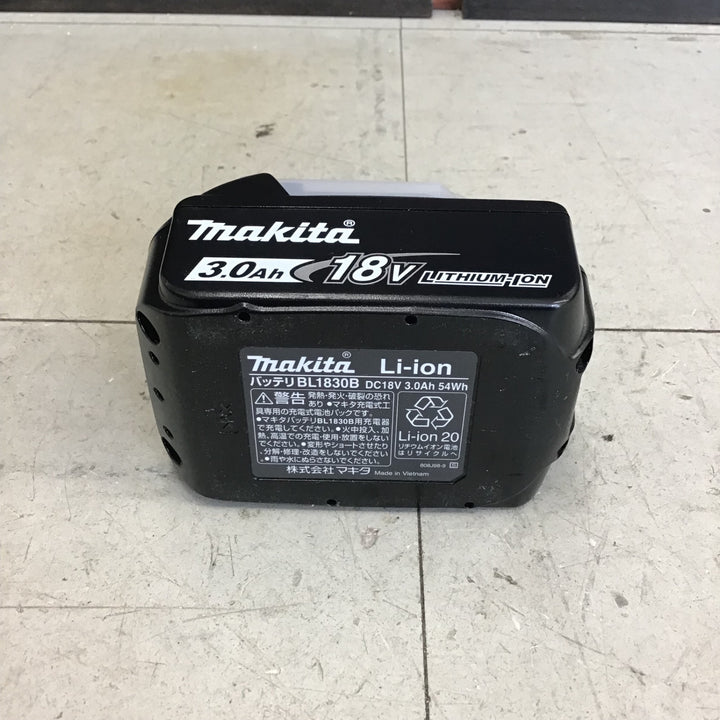 makita®
3.0Ah 18V LITHIUM-ION
makita® Li-ion
バッテリBL1830B DC18V 3.0Ah 54Wh
⚠警告 発熱・発火・破裂の恐れ
あり ●マキタ充電式工
具専用の充電式電池パックです。
●マキタバッテリBL1830B用充電器
で充電してください。●火中投入、加
熱、高温での充電・使用・放置をしない
でください。●変形やショートさせたり、
分解・修理・改造をしないでください。
●雨や水にぬらさないでください。
株式会社マキタ
Li-ion 20
リチウムイオン電池
はリサイクルへ
Made in Vietnam